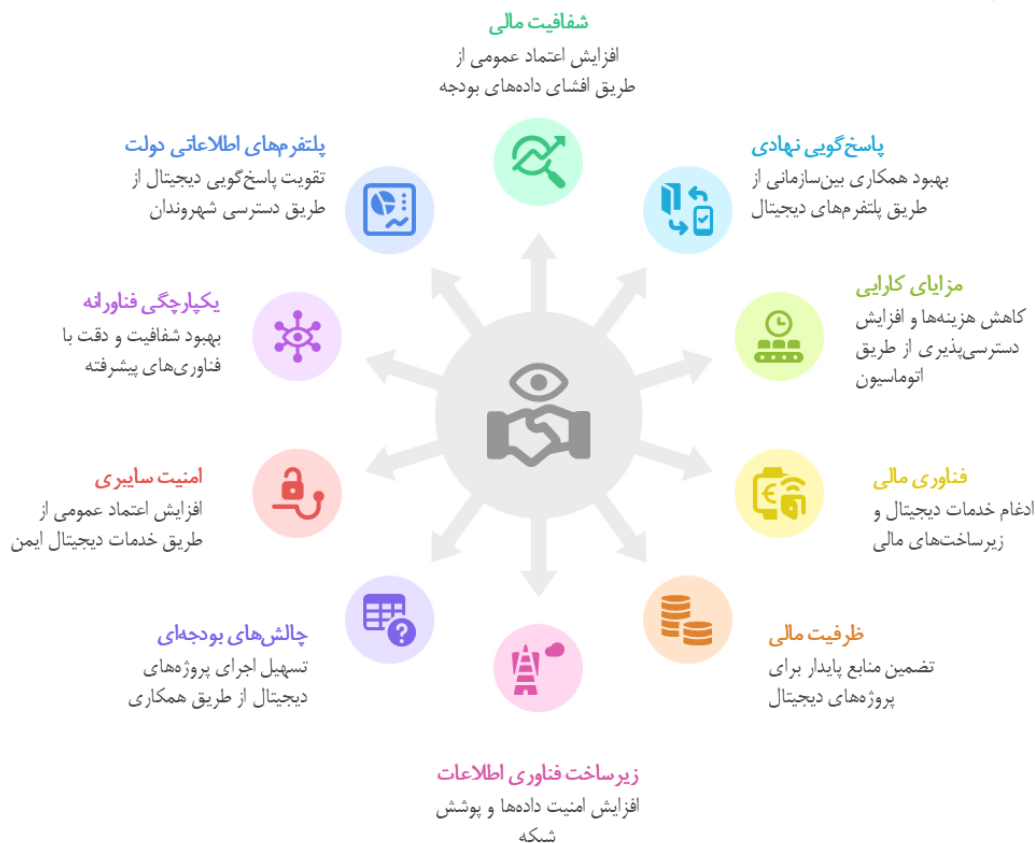 شفافیت مالی
افزایش اعتماد عمومی از
طریق افشای داده‌های بودجه
پاسخ‌گویی نهادی
بهبود همکاری بین‌سازمانی از
طریق پلتفرم‌های دیجیتال
مزایای کارایی
کاهش هزینه‌ها و افزایش
دسترسی‌پذیری از طریق
اتوماسیون
فناوری مالی
ادغام خدمات دیجیتال و
زیرساخت‌های مالی
ظرفیت مالی
تضمین منابع پایدار برای
پروژه‌های دیجیتال
زیرساخت فناوری اطلاعات
افزایش امنیت داده‌ها و پوشش
شبکه
چالش‌های بودجه‌ای
تسهیل اجرای پروژه‌های
دیجیتال از طریق همکاری
امنیت سایبری
افزایش اعتماد عمومی از
طریق خدمات دیجیتال ایمن
یکپارچگی فناورانه
بهبود شفافیت و دقت با
فناوری‌های پیشرفته
پلتفرم‌های اطلاعاتی دولت
تقویت پاسخ‌گویی دیجیتال از
طریق دسترسی شهروندان